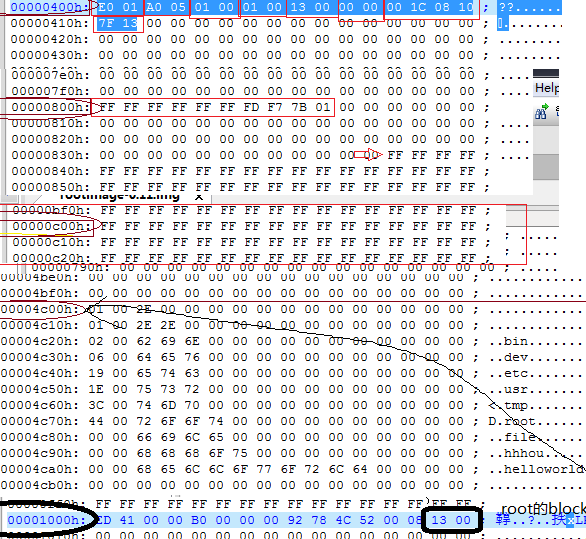 00000400h: E0 01 A0 05 01 00 01 00 13 00 00 00 00 1C 08 10 ; ??.
00000410h: 7F 13
00000420h: 00 00 00 00 00 00 00 00 00 00 00 00 00 00 00 00 ; .....
00000430h: 00 00 00 00 00 00 00 00 00 00 00 00 00 00 00 00 ; .....
000007e0h: 00 00 00 00 00 00 00 00 00 00 00 00 00 00 00 00 ; ....
000007f0h: 00 00 00 00 00 00 00 00 00 00 00 00 00 00 00 00 ; ....
Help
00000800h: FF FF FF FF FF FF FD F7 7B 01 00 00 00 00 00 00 ;
00000810h: 00 00 00 00 00 00 00 00 00 00 00 00 00 00 00 00 ; ....
00000820h: 00 00 00 00 00 00 00 00 00 00 00 00 00 00 00 00 ; ....
00000830h: 00 00 00 00 00 00 00 00 00 00 00 FF FF FF FF ; ....
00000840h: FF FF FF FF FF FF FF FF FF FF FF FF FF FF FF FF ;
00000850h: FF FF FF FF FF FF FF FF FF FF FF FF FF FF FF FF ;
00000bf0h: FF FF FF FF FF FF FF FF FF FF FF FF FF FF FF FF ;
00000c00h: FF FF FF FF FF FF FF FF FF FF FF FF FF FF FF FF ;
00000c10h: FF FF FF FF FF FF FF FF FF FF FF FF FF FF FF FF ;
00000c20h: FF FF FF FF FF FF FF FF FF FF FF FF FF FF FF FF ;
00000790h: 00 00 00 00 00 00 00 00 00 00 00 00 00 00 00 00
00004be0h: 00 00 00 00 00 00 00 00 00 00 00 00 00 00 00 00 ; ........
00004bf0h: 00 00 00 00 00 00 00 00 00 00 00 00 00 00 00 00 ; ........
00004c00h: 01 00 2E 00 00 00 00 00 00 00 00 00 00 00 00 00 ; ........
00004c10h: 01 00 2E 2E 00 00 00 00 00 00 00 00 00 00 00 00 ; ........
00004c20h: 02 00 62 69 6E 00 00 00 00 00 00 00 00 00 00 00 ; ..bin...
00004c30h: 06 00 64 65 76 00 00 00 00 00 00 00 00 00 00 00 ; ..dev...
00004c40h: 19 00 65 74 63 00 00 00 00 00 00 00 00 00 00 00 ; ..etc...
00004c50h: 1E 00 75 73 72 00 00 00 00 00 00 00 00 00 00 00 ; ..usr...
00004c60h: 3C 00 74 6D 70 00 00 00 00 00 00 00 00 00 00 00 ; <.tmp...
00004c70h: 44 00 72 6F 6F 74 00 00 00 00 00 00 00 00 00 00 ; D.root..
00004c80h: 00 00 66 69 6C 65 00 00 00 00 00 00 00 00 00 00 ; ..file..
00004c90h: 00 00 68 68 68 6F 75 00 00 00 00 00 00 00 00 00 ; ..hhhou.
00004ca0h: 00 00 68 65 6C 6C 6F 77 6F 72 6C 64 00 00 00 00 ; ..helloworld
00004cb0h: 00 00 00 00 00 00 00 00 00 00 00 00 00 00 00 00 ; ........
root的block
00001000h: ED 41 00 00 B0 00 00 00 92 78 4C 52 00 08 13 00 ;